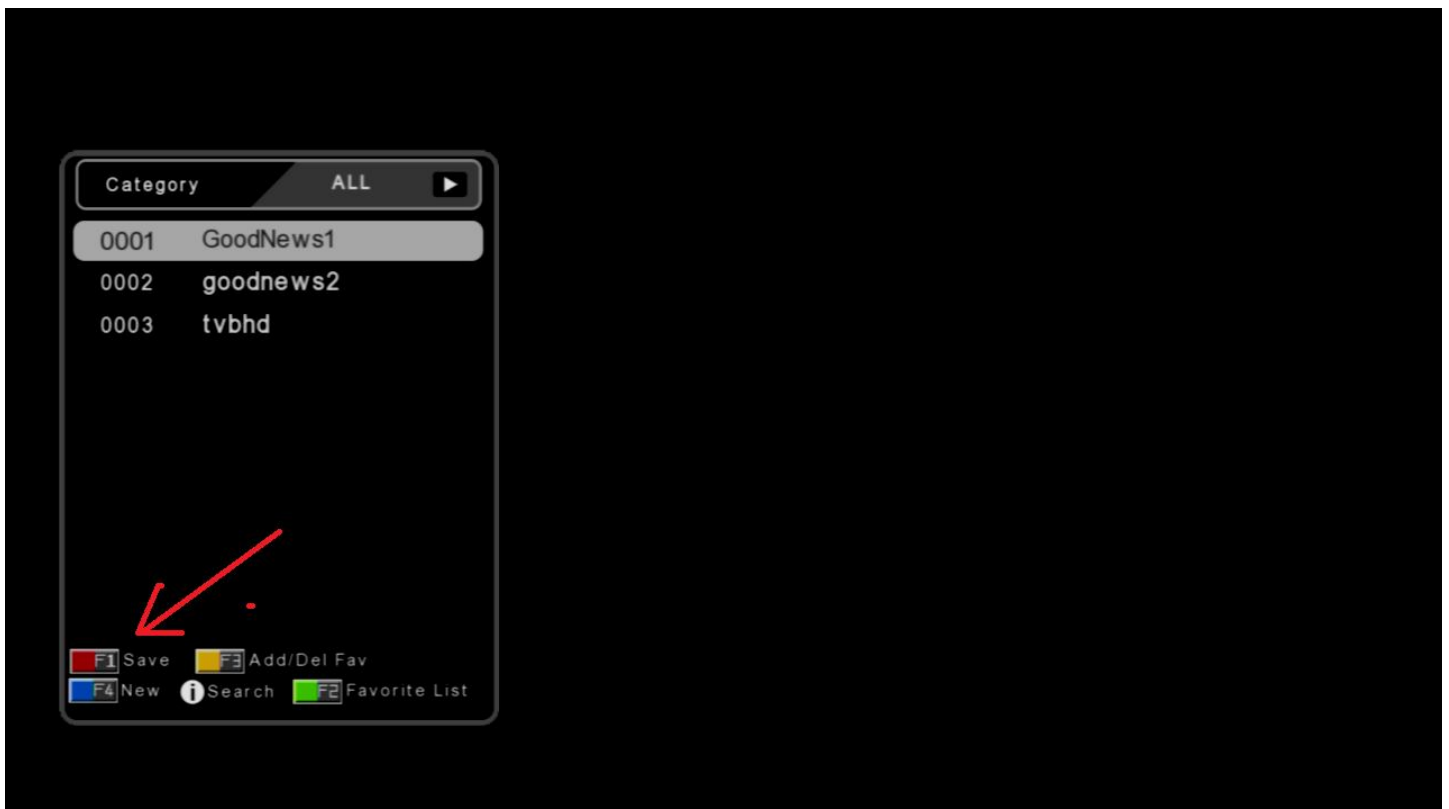 Category ALL
0001 GoodNews1
0002 goodnews2
0003 tvbhd
F1 Save F3 Add/Del Fav
F4 New i Search F2 Favorite List